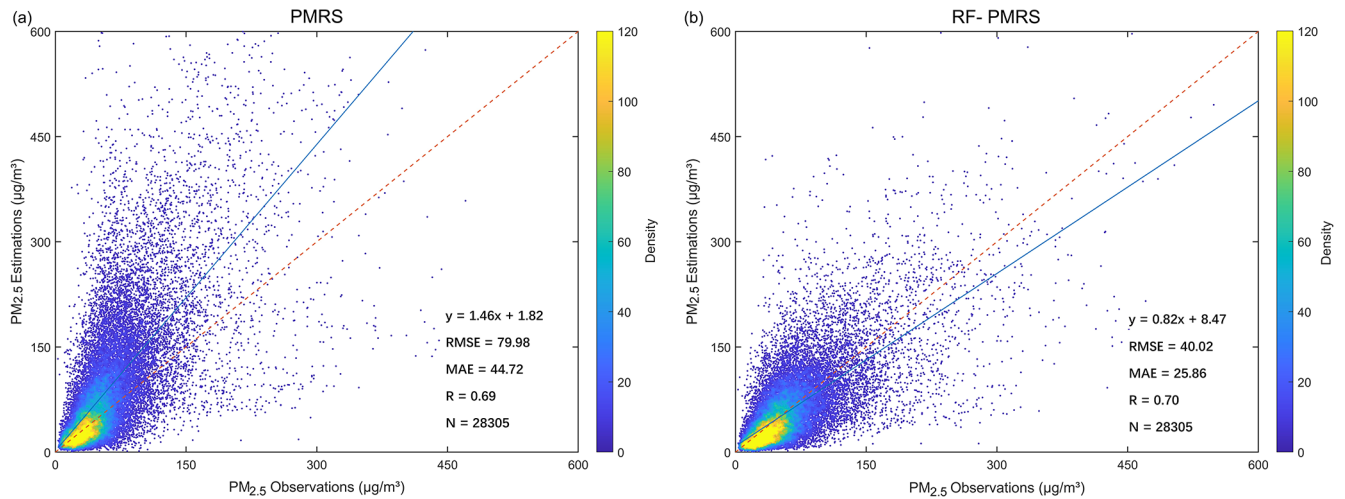 (a)
PMRS
600
450
300
150
0
0
150
300
450
600
PM2.5 Estimations (μg/m³)
PM2.5 Observations (μg/m³)
y = 1.46x + 1.82
RMSE = 79.98
MAE = 44.72
R = 0.69
N = 28305
120
100
80
60
40
20
0
Density
(b)
RF- PMRS
600
450
300
150
0
0
150
300
450
600
PM2.5 Estimations (μg/m³)
PM2.5 Observations (μg/m³)
y = 0.82x + 8.47
RMSE = 40.02
MAE = 25.86
R = 0.70
N = 28305
120
100
80
60
40
20
0
Density